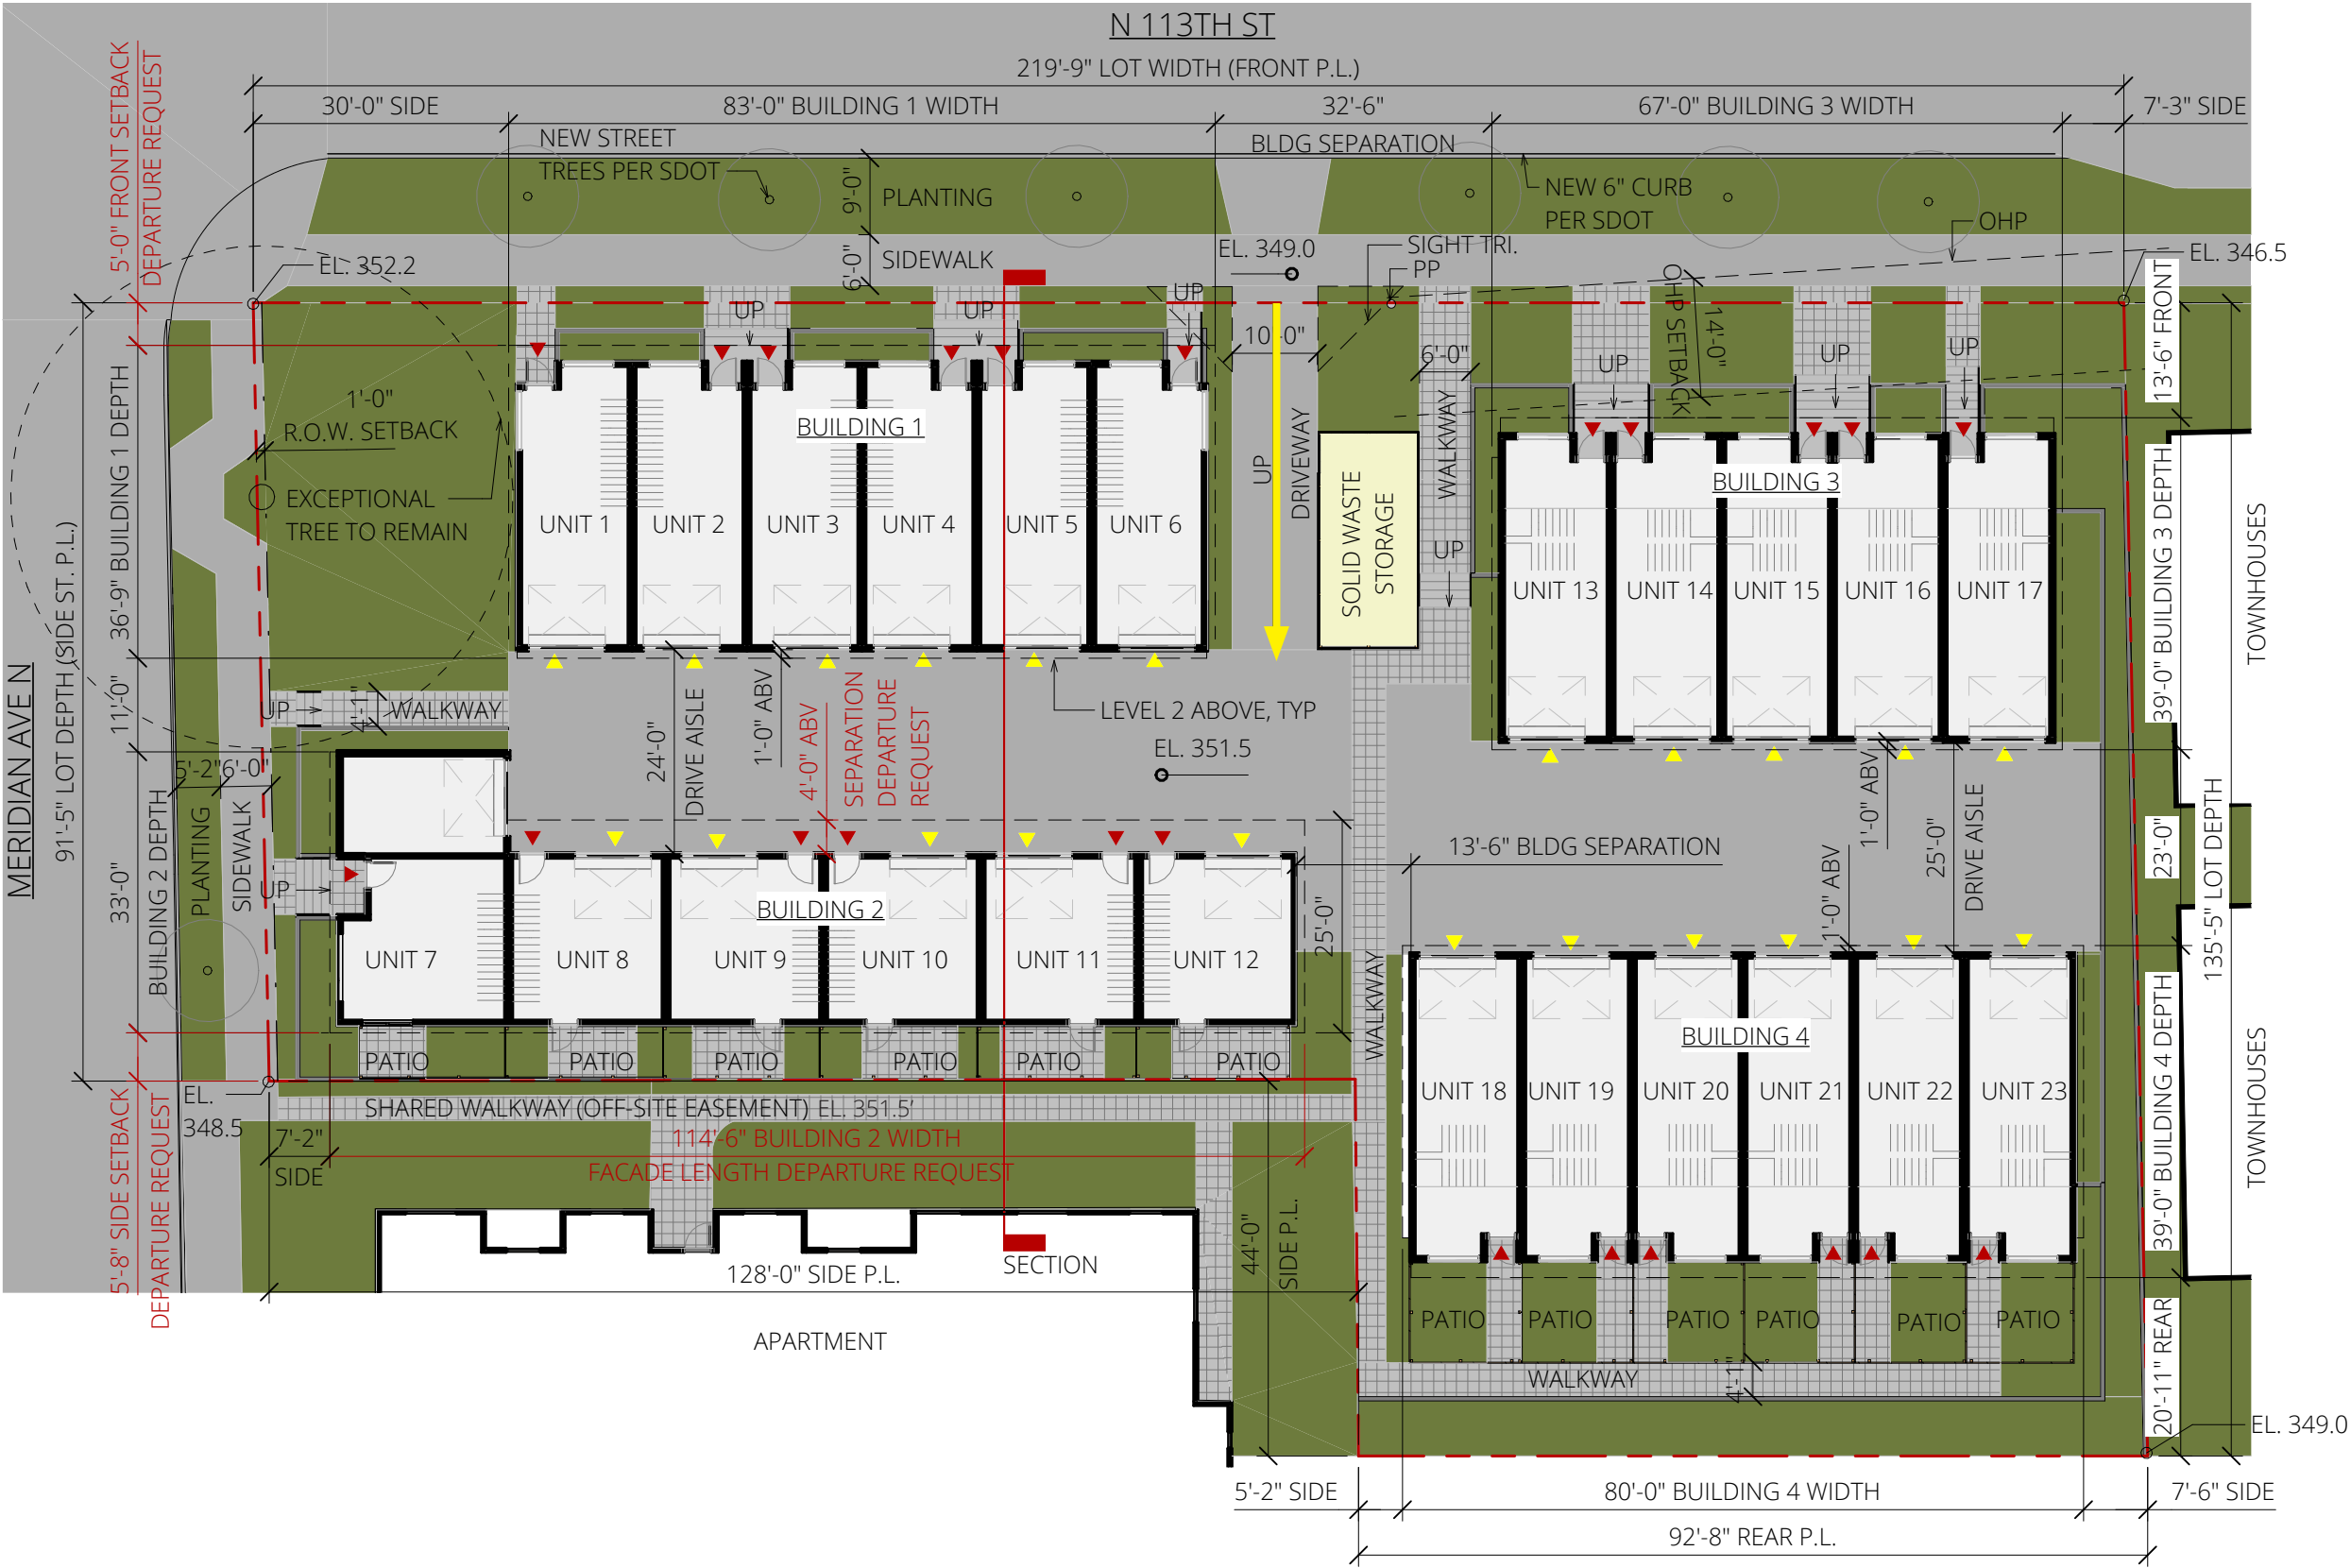 N 113TH ST
219'-9" LOT WIDTH (FRONT P.L.)
30'-0" SIDE
83'-0" BUILDING 1 WIDTH
32'-6"
BLDG SEPARATION
67'-0" BUILDING 3 WIDTH
7'-3" SIDE
5'-0" FRONT SETBACK
DEPARTURE REQUEST
NEW STREET
TREES PER SDOT
9'-0"
PLANTING
NEW 6" CURB
PER SDOT
OHP
6'-0"
SIDEWALK
EL. 349.0
SIGHT TRI.
PP
EL. 352.2
EL. 346.5
UP
UP
UP
10'-0"
6'-0"
OHP SETBACK
14'-0"
UP
UP
UP
13'-6" FRONT
1'-0"
R.O.W. SETBACK
EXCEPTIONAL
TREE TO REMAIN
BUILDING 1
UNIT 1
UNIT 2
UNIT 3
UNIT 4
UNIT 5
UNIT 6
UP
DRIVEWAY
SOLID WASTE
STORAGE
WALKWAY
UP
BUILDING 3
UNIT 13
UNIT 14
UNIT 15
UNIT 16
UNIT 17
39'-0" BUILDING 3 DEPTH
TOWNHOUSES
MERIDIAN AVE N
91'-5" LOT DEPTH (SIDE ST. P.L.)
36'-9" BUILDING 1 DEPTH
11'-0"
33'-0"
BUILDING 2 DEPTH
UP
4'-1"
WALKWAY
24'-0"
DRIVE AISLE
1'-0" ABV
4'-0" ABV
SEPARATION
DEPARTURE
REQUEST
LEVEL 2 ABOVE, TYP
EL. 351.5
5'-2"
6'-0"
PLANTING
SIDEWALK
UP
13'-6" BLDG SEPARATION
1'-0" ABV
1'-0" ABV
25'-0"
DRIVE AISLE
23'-0"
135'-5" LOT DEPTH
BUILDING 2
UNIT 7
UNIT 8
UNIT 9
UNIT 10
UNIT 11
UNIT 12
25'-0"
WALKWAY
PATIO
PATIO
PATIO
PATIO
PATIO
PATIO
BUILDING 4
UNIT 18
UNIT 19
UNIT 20
UNIT 21
UNIT 22
UNIT 23
39'-0" BUILDING 4 DEPTH
TOWNHOUSES
5'-8" SIDE SETBACK
DEPARTURE REQUEST
EL.
348.5
SHARED WALKWAY (OFF-SITE EASEMENT) EL. 351.5'
7'-2"
SIDE
114'-6" BUILDING 2 WIDTH
FACADE LENGTH DEPARTURE REQUEST
44'-0"
SIDE P.L.
128'-0" SIDE P.L.
SECTION
APARTMENT
PATIO
PATIO
PATIO
PATIO
PATIO
PATIO
WALKWAY
4'-1"
20'-11" REAR
EL. 349.0
5'-2" SIDE
80'-0" BUILDING 4 WIDTH
7'-6" SIDE
92'-8" REAR P.L.